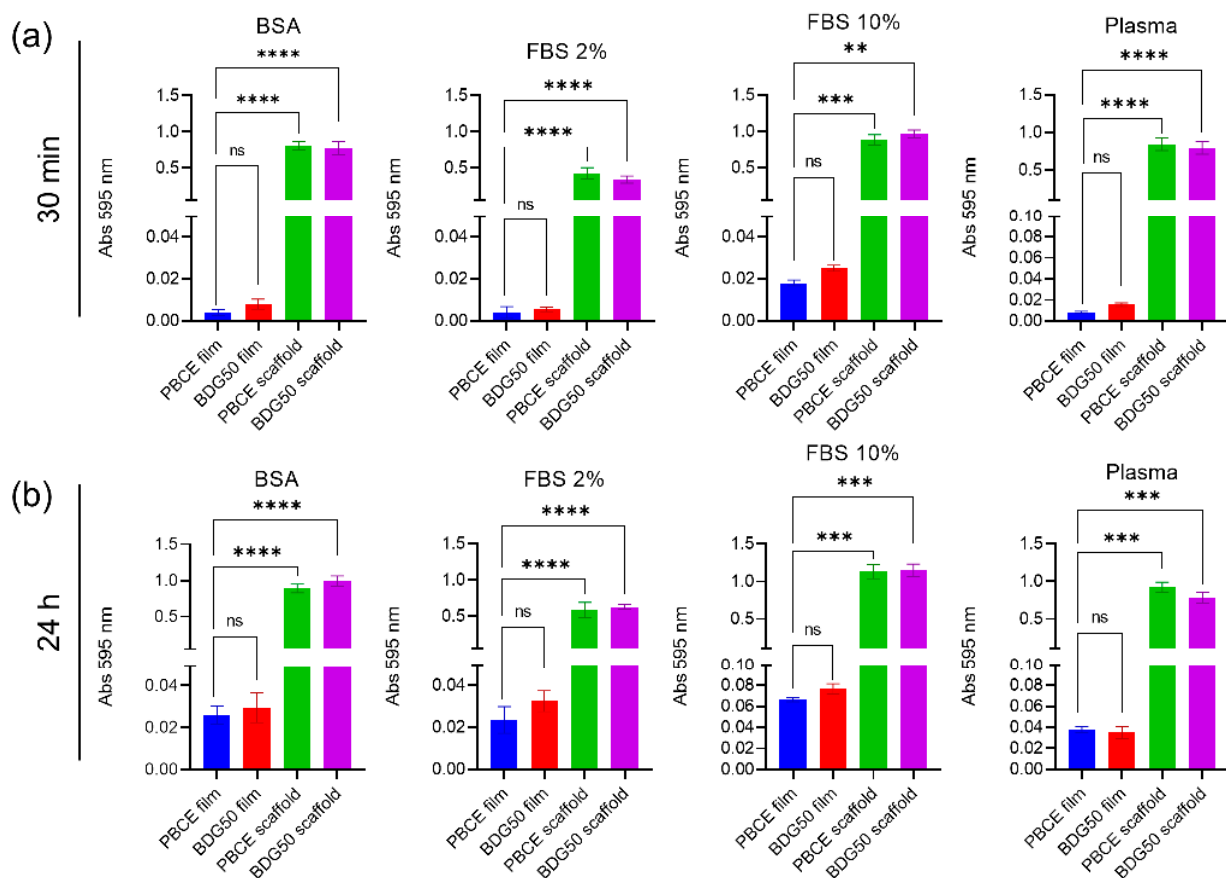 (a)
30 min
BSA
****
****
ns
Abs 595 nm
1.5
1.0
0.5
0.04
0.02
0.00
PBCE film
BDG50 film
PBCE scaffold
BDG50 scaffold
FBS 2%
****
****
ns
Abs 595 nm
1.5
1.0
0.5
0.04
0.02
0.00
PBCE film
BDG50 film
PBCE scaffold
BDG50 scaffold
FBS 10%
**
***
ns
Abs 595 nm
1.5
1.0
0.5
0.04
0.02
0.00
PBCE film
BDG50 film
PBCE scaffold
BDG50 scaffold
Plasma
****
****
ns
Abs 595 nm
1.5
1.0
0.5
0.10
0.08
0.06
0.04
0.02
0.00
PBCE film
BDG50 film
PBCE scaffold
BDG50 scaffold
(b)
24 h
BSA
****
****
ns
Abs 595 nm
1.5
1.0
0.5
0.04
0.02
0.00
PBCE film
BDG50 film
PBCE scaffold
BDG50 scaffold
FBS 2%
****
****
ns
Abs 595 nm
1.5
1.0
0.5
0.04
0.02
0.00
PBCE film
BDG50 film
PBCE scaffold
BDG50 scaffold
FBS 10%
***
***
ns
Abs 595 nm
1.5
1.0
0.5
0.10
0.08
0.06
0.04
0.02
0.00
PBCE film
BDG50 film
PBCE scaffold
BDG50 scaffold
Plasma
***
***
ns
Abs 595 nm
1.5
1.0
0.5
0.10
0.08
0.06
0.04
0.02
0.00
PBCE film
BDG50 film
PBCE scaffold
BDG50 scaffold